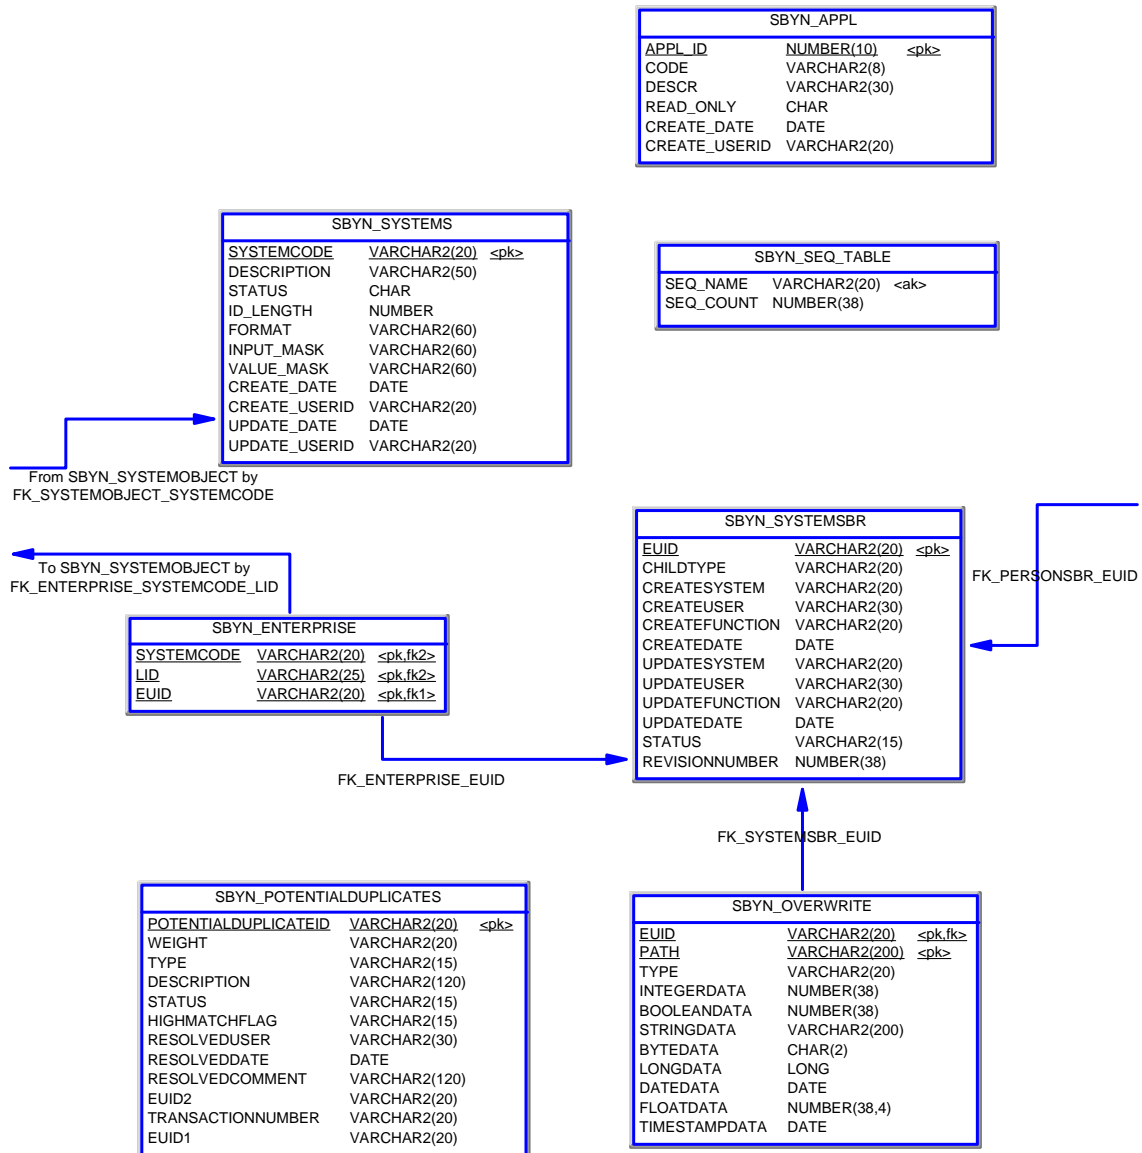 SBYN_APPL
APPL_ID NUMBER(10) <pk>
CODE VARCHAR2(8)
DESCR VARCHAR2(30)
READ_ONLY CHAR
CREATE_DATE DATE
CREATE_USERID VARCHAR2(20)
SBYN_SYSTEMS
SYSTEMCODE VARCHAR2(20) <pk>
DESCRIPTION VARCHAR2(50)
STATUS CHAR
ID_LENGTH NUMBER
FORMAT VARCHAR2(60)
INPUT_MASK VARCHAR2(60)
VALUE_MASK VARCHAR2(60)
CREATE_DATE DATE
CREATE_USERID VARCHAR2(20)
UPDATE_DATE DATE
UPDATE_USERID VARCHAR2(20)
SBYN_SEQ_TABLE
SEQ_NAME VARCHAR2(20) <ak>
SEQ_COUNT NUMBER(38)
From SBYN_SYSTEMOBJECT by
FK_SYSTEMOBJECT_SYSTEMCODE
To SBYN_SYSTEMOBJECT by
FK_ENTERPRISE_SYSTEMCODE_LID
SBYN_ENTERPRISE
SYSTEMCODE VARCHAR2(20) <pk,fk2>
LID VARCHAR2(25) <pk,fk2>
EUID VARCHAR2(20) <pk,fk1>
FK_ENTERPRISE_EUID
SBYN_SYSTEMSBR
EUID VARCHAR2(20) <pk>
CHILDTYPE VARCHAR2(20)
CREATESYSTEM VARCHAR2(20)
CREATEUSER VARCHAR2(30)
CREATEFUNCTION VARCHAR2(20)
CREATEDATE DATE
UPDATESYSTEM VARCHAR2(20)
UPDATEUSER VARCHAR2(30)
UPDATEFUNCTION VARCHAR2(20)
UPDATEDATE DATE
STATUS VARCHAR2(15)
REVISIONNUMBER NUMBER(38)
FK_PERSONSBR_EUID
FK_SYSTEMSBR_EUID
SBYN_POTENTIALDUPLICATES
POTENTIALDUPLICATEID VARCHAR2(20) <pk>
WEIGHT VARCHAR2(20)
TYPE VARCHAR2(15)
DESCRIPTION VARCHAR2(120)
STATUS VARCHAR2(15)
HIGHMATCHFLAG VARCHAR2(15)
RESOLVEDUSER VARCHAR2(30)
RESOLVEDDATE DATE
RESOLVEDCOMMENT VARCHAR2(120)
EUID2 VARCHAR2(20)
TRANSACTIONNUMBER VARCHAR2(20)
EUID1 VARCHAR2(20)
SBYN_OVERWRITE
EUID VARCHAR2(20) <pk,fk>
PATH VARCHAR2(200) <pk>
TYPE VARCHAR2(20)
INTEGERDATA NUMBER(38)
BOOLEANDATA NUMBER(38)
STRINGDATA VARCHAR2(200)
BYTEDATA CHAR(2)
LONGDATA LONG
DATEDATA DATE
FLOATDATA NUMBER(38,4)
TIMESTAMPDATA DATE